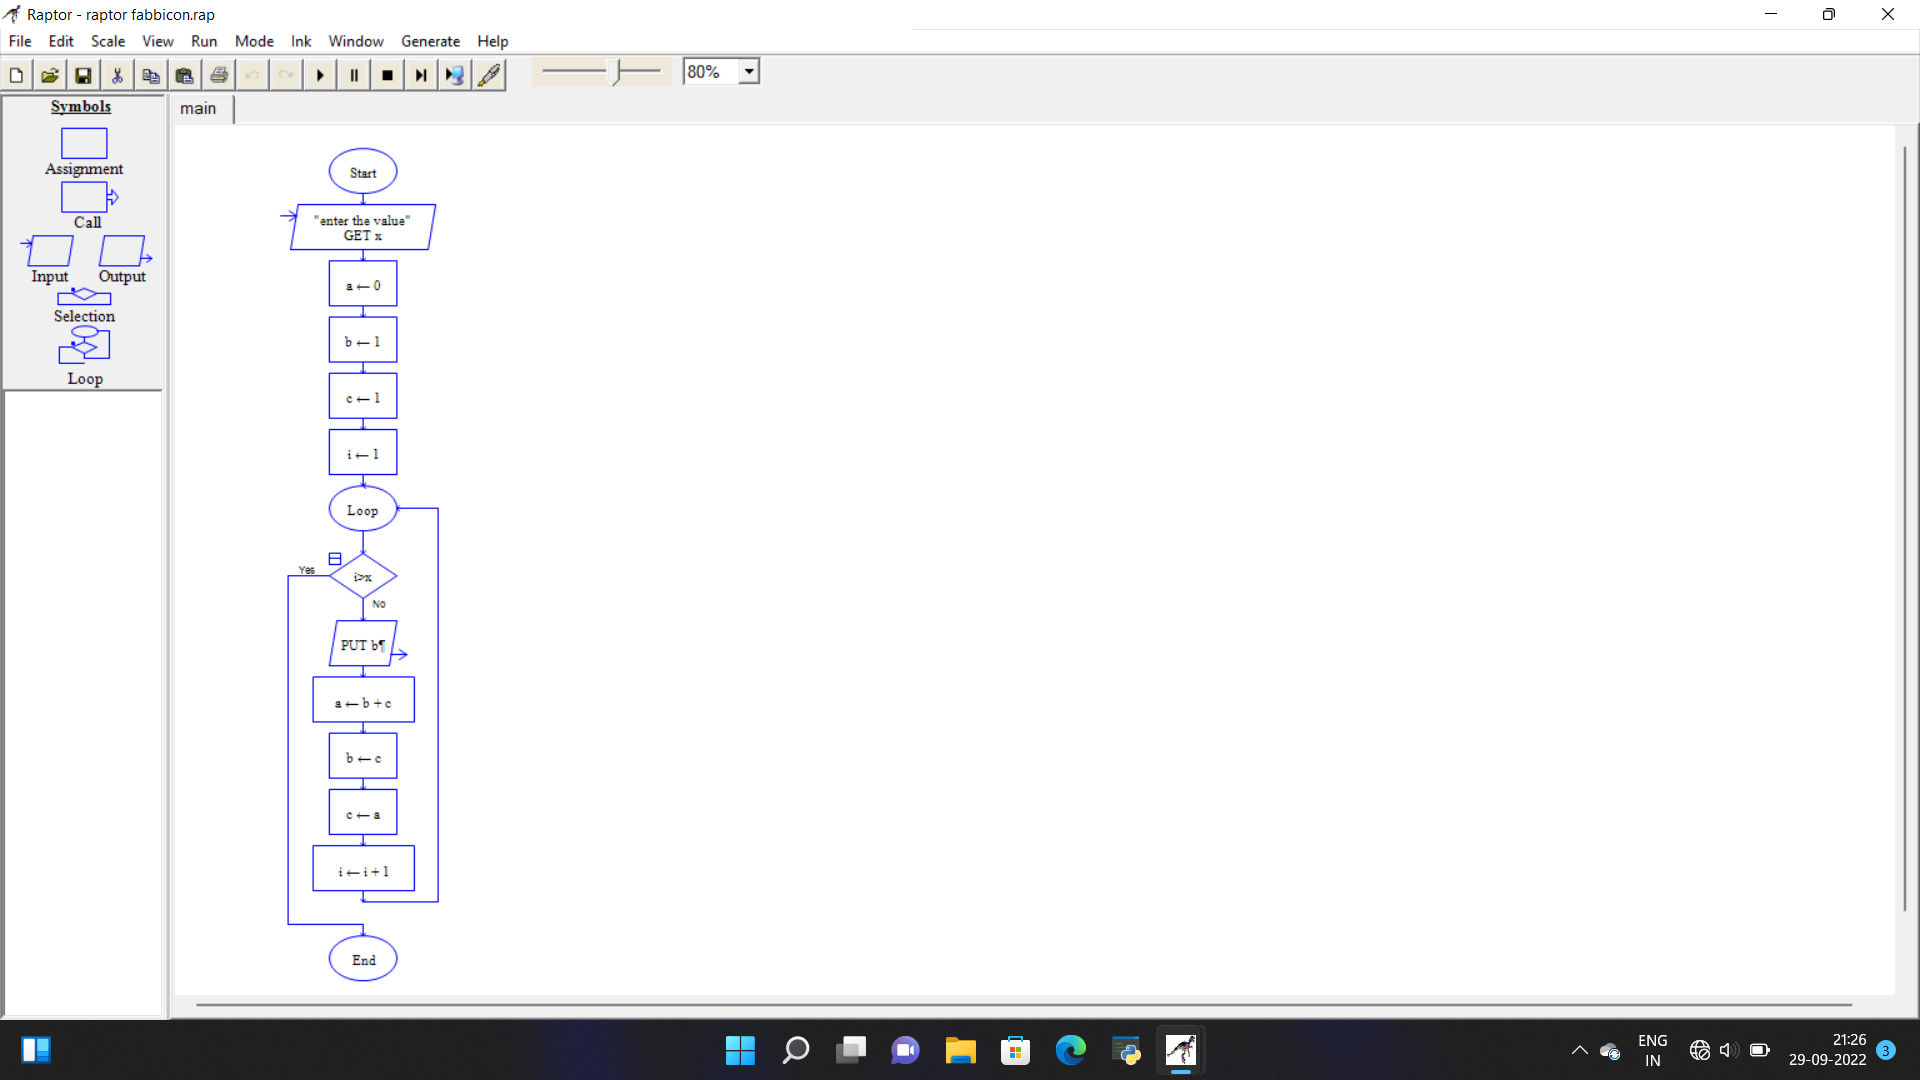 Raptor - raptor fabbicon.rap
File Edit Scale View Run Mode Ink Window Generate Help
80%
Symbols
Assignment
Call
Input Output
Selection
Loop
main
Start
"enter the value"
GET x
a ← 0
b ← 1
c ← 1
i ← 1
Loop
Yes
i>x
No
PUT b¶
a ← b + c
b ← c
c ← a
i ← i + 1
End
ENG
IN
21:26
29-09-2022
3